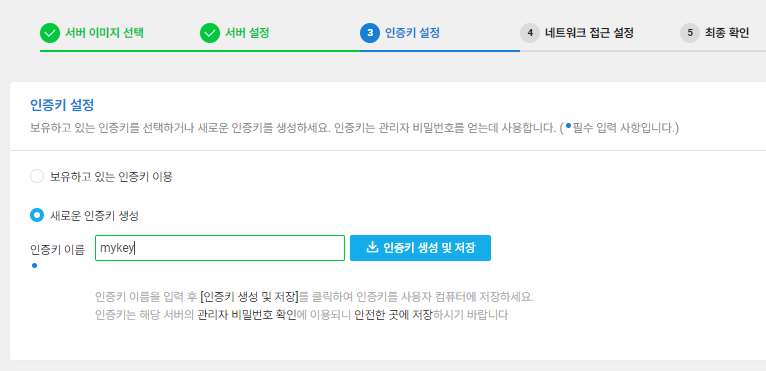 서버 이미지 선택
서버 설정
3 인증키 설정
4 네트워크 접근 설정
5 최종 확인
인증키 설정
보유하고 있는 인증키를 선택하거나 새로운 인증키를 생성하세요. 인증키는 관리자 비밀번호를 얻는데 사용합니다. ( •필수 입력 사항입니다.)
보유하고 있는 인증키 이용
새로운 인증키 생성
인증키 이름 mykey 인증키 생성 및 저장
인증키 이름을 입력 후 [인증키 생성 및 저장]를 클릭하여 인증키를 사용자 컴퓨터에 저장하세요.
인증키는 해당 서버의 관리자 비밀번호 확인에 이용되니 안전한 곳에 저장하시기 바랍니다